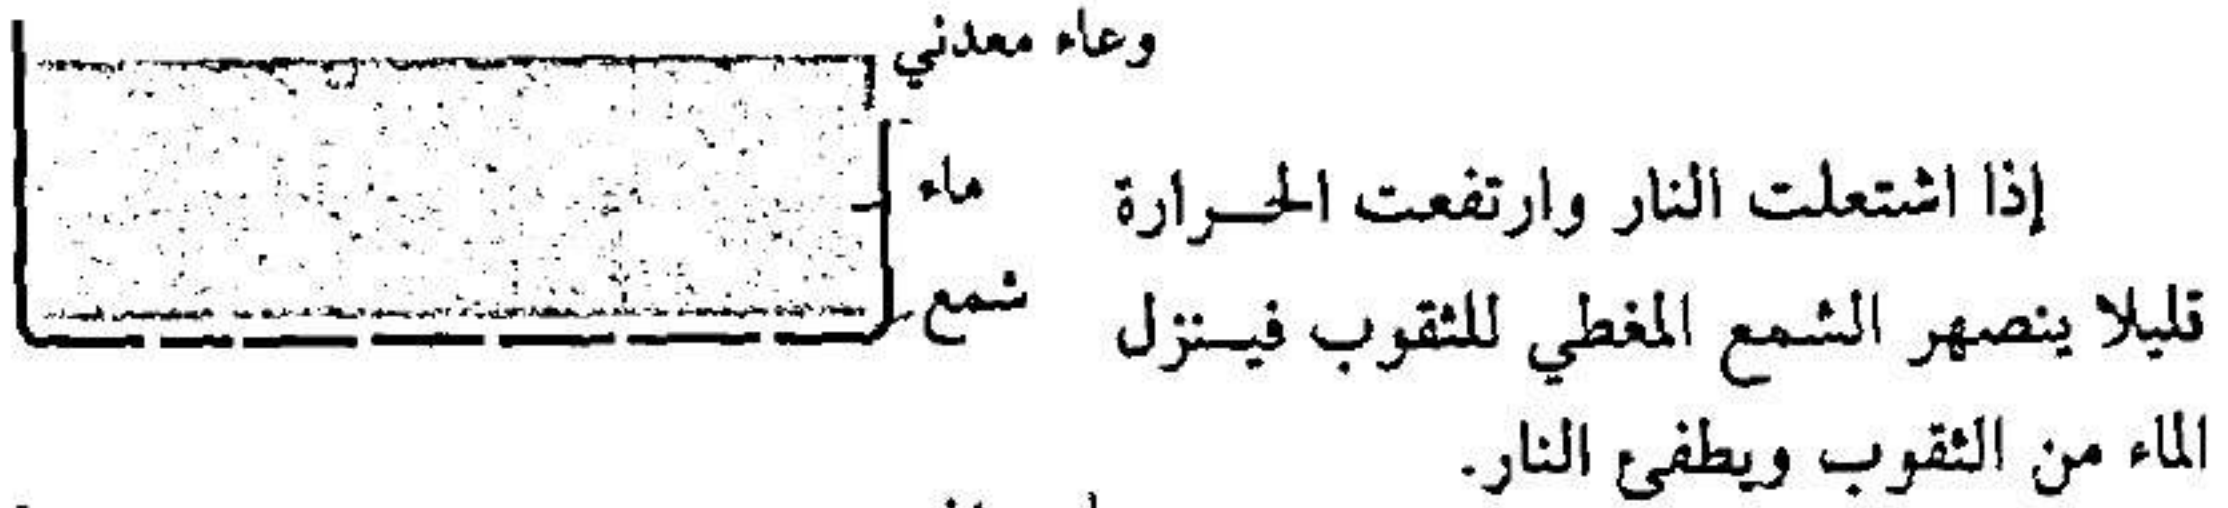 وعاء معدني
ماء
شمع
إذا اشتعلت النار وارتفعت الحرارة
قليلا ينصهر الشمع المغطي للثقوب فينزل
الماء من الثقوب ويطفىء النار.